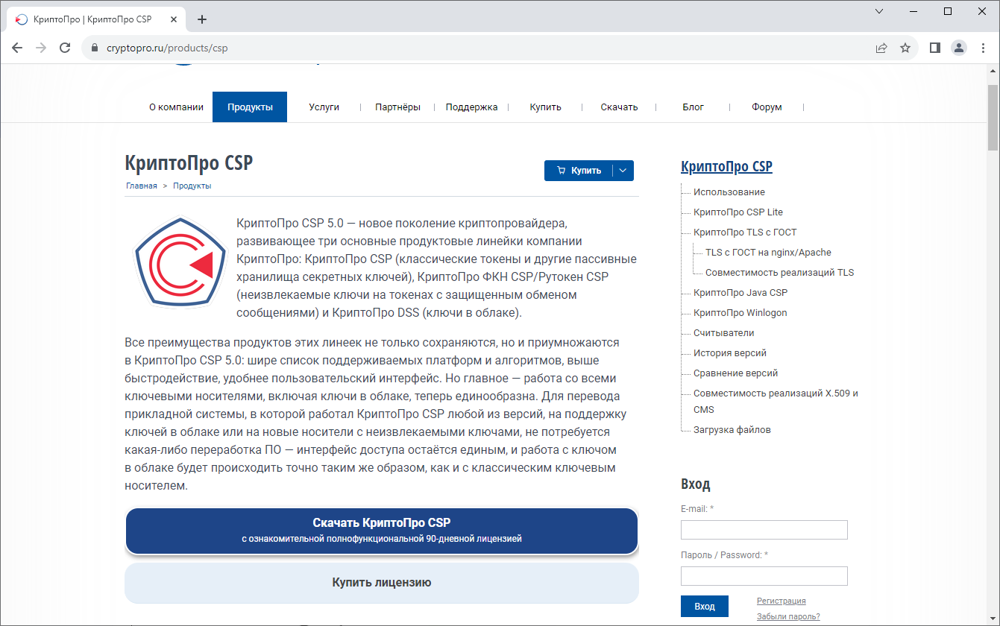 КриптоПро | КриптоПро CSP
cryptopro.ru/products/csp
О компании
Продукты
Услуги
Партнёры
Поддержка
Купить
Скачать
Блог
Форум
КриптоПро CSP
Купить
Главная > Продукты
КриптоПро CSP 5.0 — новое поколение криптопровайдера,
развивающее три основные продуктовые линейки компании
КриптоПро: КриптоПро CSP (классические токены и другие пассивные
хранилища секретных ключей), КриптоПро ФКН CSP/Рутокен CSP
(неизвлекаемые ключи на токенах с защищенным обменом
сообщениями) и КриптоПро DSS (ключи в облаке).
Все преимущества продуктов этих линеек не только сохраняются, но и приумножаются
в КриптоПро CSP 5.0: шире список поддерживаемых платформ и алгоритмов, выше
быстродействие, удобнее пользовательский интерфейс. Но главное — работа со всеми
ключевыми носителями, включая ключи в облаке, теперь единообразна. Для перевода
прикладной системы, в которой работал КриптоПро CSP любой из версий, на поддержку
ключей в облаке или на новые носители с неизвлекаемыми ключами, не потребуется
какая-либо переработка ПО — интерфейс доступа остаётся единым, и работа с ключом
в облаке будет происходить точно таким же образом, как и с классическим ключевым
носителем.
Скачать КриптоПро CSP
с ознакомительной полнофункциональной 90-дневной лицензией
Купить лицензию
КриптоПро CSP
Использование
КриптоПро CSP Lite
КриптоПро TLS с ГОСТ
TLS с ГОСТ на nginx/Apache
Совместимость реализаций TLS
КриптоПро Java CSP
КриптоПро Winlogon
Считыватели
История версий
Сравнение версий
Совместимость реализаций X.509 и
CMS
Загрузка файлов
Вход
E-mail: *
Пароль / Password: *
Вход
Регистрация
Забыли пароль?